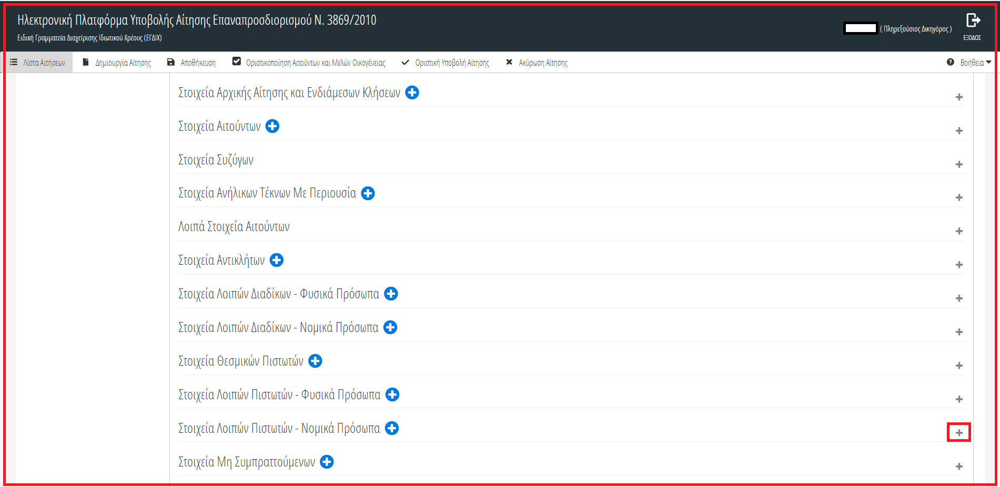 Ηλεκτρονική Πλατφόρμα Υποβολής Αίτησης Επαναπροσδιορισμού Ν. 3869/2010
Ειδική Γραμματεία Διαχείρισης Ιδιωτικού Χρέους (ΕΓΔΙΧ)
( Πληρεξούσιος Δικηγόρος )
ΕΞΟΔΟΣ
Λίστα Αιτήσεων Δημιουργία Αίτησης Αποθήκευση Οριστικοποίηση Αιτούντων και Μελών Οικογένειας Οριστική Υποβολή Αίτησης Ακύρωση Αίτησης Βοήθεια
Στοιχεία Αρχικής Αίτησης και Ενδιάμεσων Κλήσεων
Στοιχεία Αιτούντων
Στοιχεία Συζύγων
Στοιχεία Ανήλικων Τέκνων Με Περιουσία
Λοιπά Στοιχεία Αιτούντων
Στοιχεία Αντικλήτων
Στοιχεία Λοιπών Διαδίκων - Φυσικά Πρόσωπα
Στοιχεία Λοιπών Διαδίκων - Νομικά Πρόσωπα
Στοιχεία Θεσμικών Πιστωτών
Στοιχεία Λοιπών Πιστωτών - Φυσικά Πρόσωπα
Στοιχεία Λοιπών Πιστωτών - Νομικά Πρόσωπα
Στοιχεία Μη Συμπραττούμενων